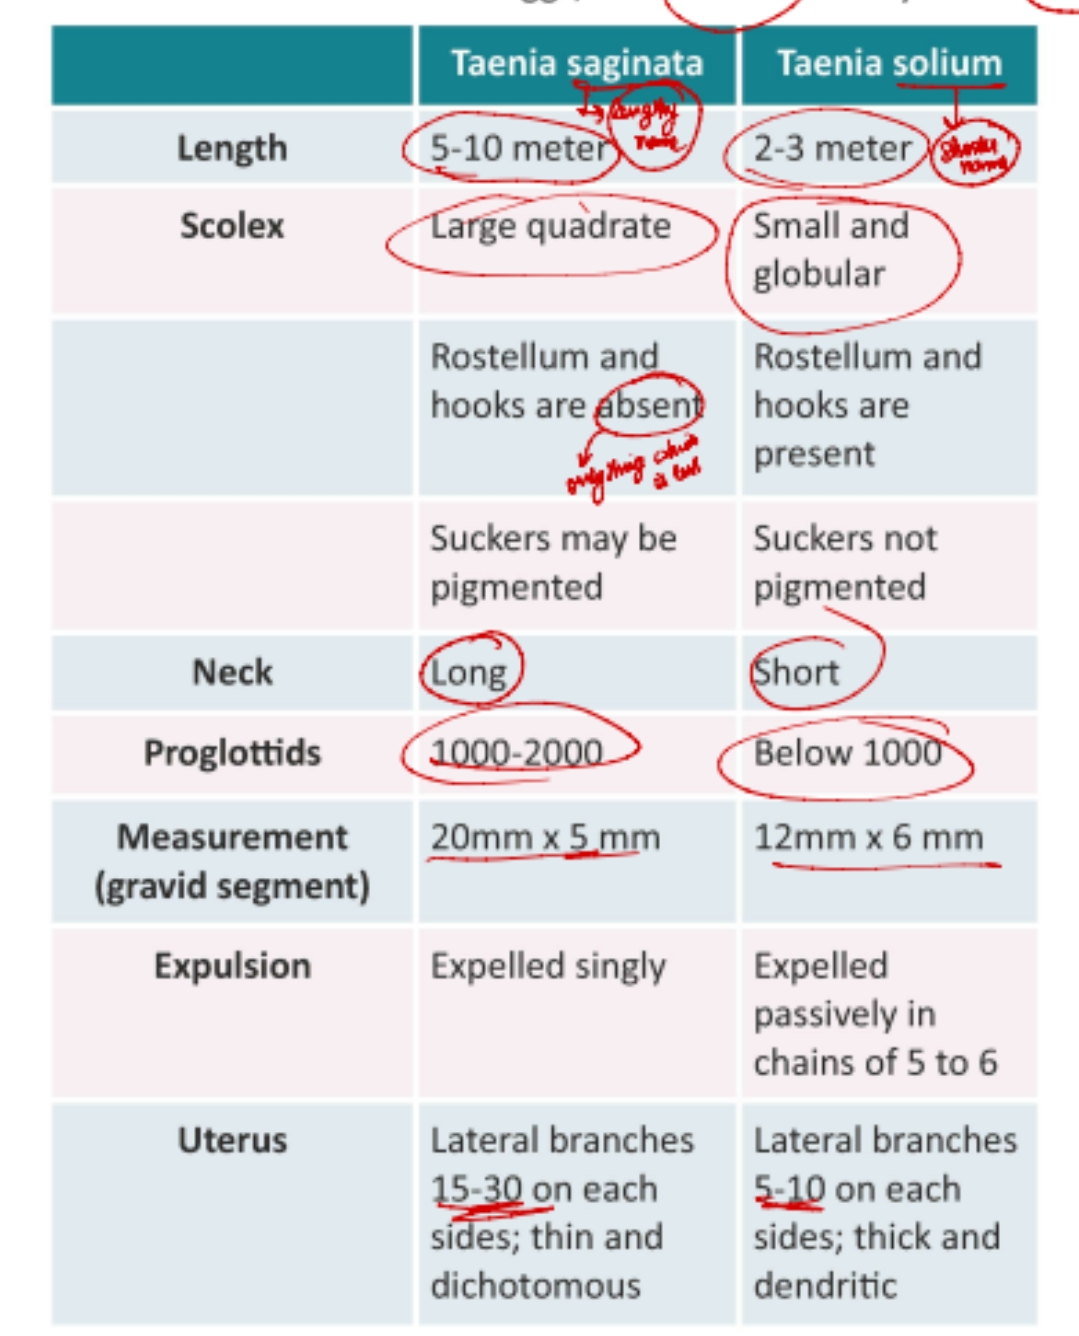 Taenia saginata Taenia solium
lengthy
name
Length 5-10 meter 2-3 meter
name
Scolex Large quadrate Small and
globular
Rostellum and Rostellum and
hooks are absent hooks are
present
is
Suckers may be Suckers not
pigmented pigmented
Neck Long Short
Proglottids 1000-2000 Below 1000
Measurement 20mm x 5 mm 12mm x 6 mm
(gravid segment)
Expulsion Expelled singly Expelled
passively in
chains of 5 to 6
Uterus Lateral branches Lateral branches
15-30 on each 5-10 on each
sides; thin and sides; thick and
dichotomous dendritic